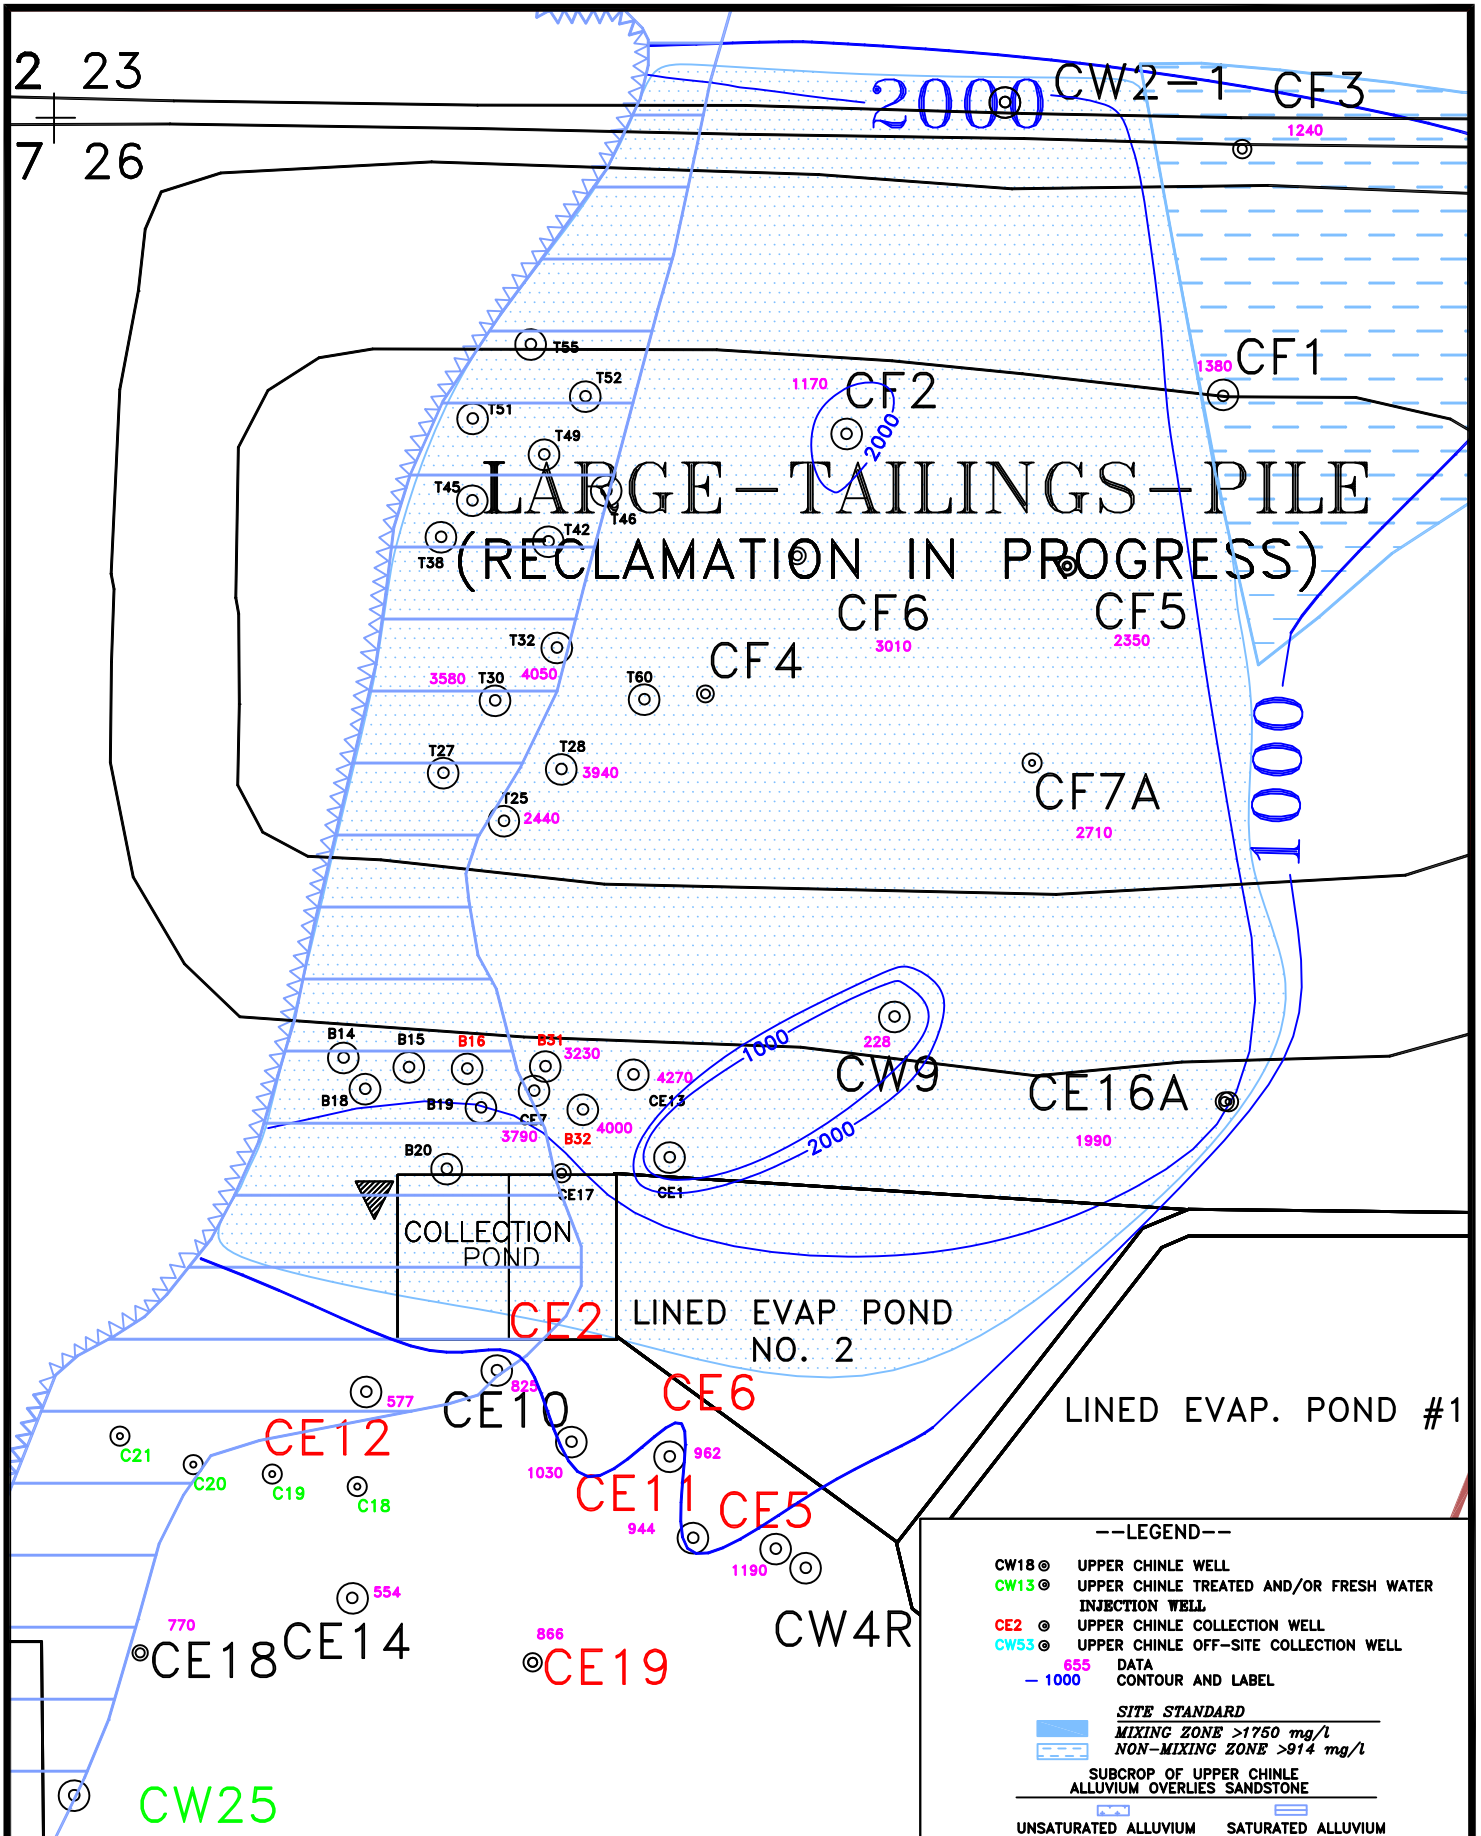 2 23
7 26
2000
CW2-1
CF3
1240
T55
T52
T51
T49
T45
T46
T42
T38
1170
CF2
2000
1380
CF1
LARGE-TAILINGS-PILE
(RECLAMATION IN PROGRESS)
CF6
3010
CF5
2350
T32
4050
3580
T30
T60
CF4
1000
T27
T28
3940
T25
2440
CF7A
2710
B14
B15
B16
B31
3230
4270
CE13
B18
B19
CE7
3790
B32
4000
1000
228
CW9
2000
CE16A
1990
B20
CE17
CE1
COLLECTION
POND
CE2
LINED EVAP POND
NO. 2
825
CE10
577
CE12
CE6
LINED EVAP. POND #1
C21
C20
C19
C18
1030
962
CE11
944
CE5
1190
CW4R
554
CE14
770
CE18
866
CE19
CW25
--LEGEND--
CW18 UPPER CHINLE WELL
CW13 UPPER CHINLE TREATED AND/OR FRESH WATER
INJECTION WELL
CE2 UPPER CHINLE COLLECTION WELL
CW53 UPPER CHINLE OFF-SITE COLLECTION WELL
655 DATA
— 1000 CONTOUR AND LABEL
SITE STANDARD
MIXING ZONE >1750 mg/l
NON-MIXING ZONE >914 mg/l
SUBCROP OF UPPER CHINLE
ALLUVIUM OVERLIES SANDSTONE
UNSATURATED ALLUVIUM SATURATED ALLUVIUM